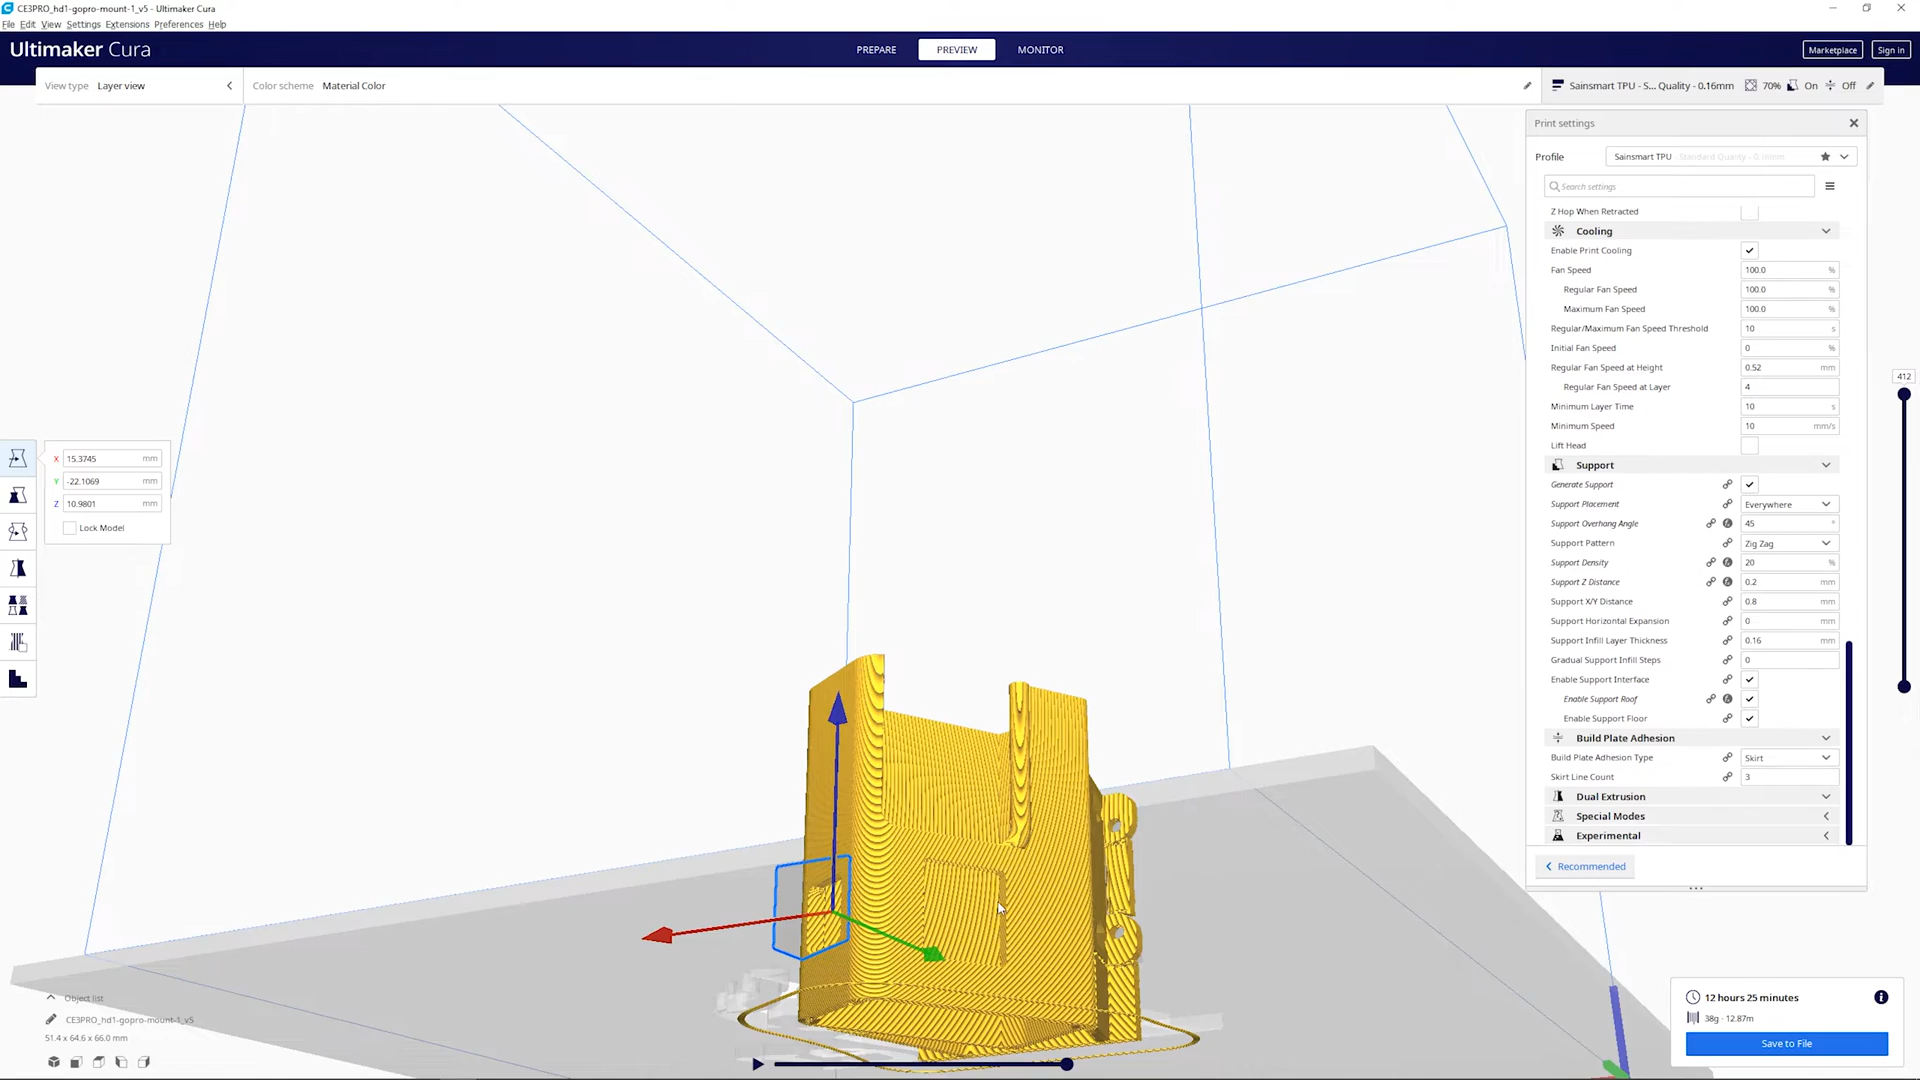 CE3PRO_hd1-gopro-mount-1_v5 - Ultimaker Cura
File Edit View Settings Extensions Preferences Help
Ultimaker Cura
PREPARE
PREVIEW
MONITOR
Marketplace
Sign in
View type Layer view
Color scheme Material Color
Sainsmart TPU - S... Quality - 0.16mm 70% On Off
Print settings
Profile Sainsmart TPU - Standard Quality - 0.16mm
Search settings
Z Hop When Retracted
Cooling
Enable Print Cooling
Fan Speed 100.0 %
Regular Fan Speed 100.0 %
Maximum Fan Speed 100.0 %
Regular/Maximum Fan Speed Threshold 10 s
Initial Fan Speed 0 %
Regular Fan Speed at Height 0.52 mm
Regular Fan Speed at Layer 4
Minimum Layer Time 10 s
Minimum Speed 10 mm/s
Lift Head
Support
Generate Support
Support Placement Everywhere
Support Overhang Angle 45 °
Support Pattern Zig Zag
Support Density 20 %
Support Z Distance 0.2 mm
Support X/Y Distance 0.8 mm
Support Horizontal Expansion 0 mm
Support Infill Layer Thickness 0.16 mm
Gradual Support Infill Steps 0
Enable Support Interface
Enable Support Roof
Enable Support Floor
Build Plate Adhesion
Build Plate Adhesion Type Skirt
Skirt Line Count 3
Dual Extrusion
Special Modes
Experimental
Recommended
412
X 15.3745 mm
Y -22.1069 mm
Z 10.9801 mm
Lock Model
Object list
CE3PRO_hd1-gopro-mount-1_v5
51.4 x 64.6 x 66.0 mm
12 hours 25 minutes
38g · 12.87m
Save to File